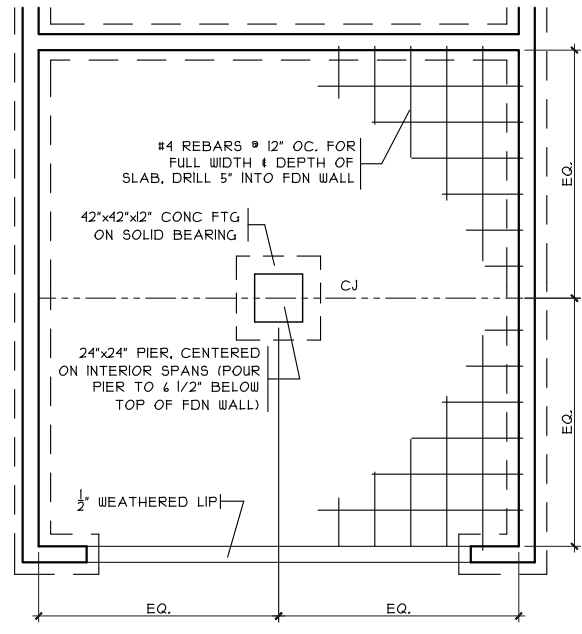 #4 REBARS @ 12" OC. FOR
FULL WIDTH & DEPTH OF
SLAB, DRILL 5" INTO FDN WALL
EQ.
42"x42"x12" CONC FTG
ON SOLID BEARING
CJ
24"x24" PIER, CENTERED
ON INTERIOR SPANS (POUR
PIER TO 6 1/2" BELOW
TOP OF FDN WALL)
EQ.
1/2" WEATHERED LIP
EQ.
EQ.